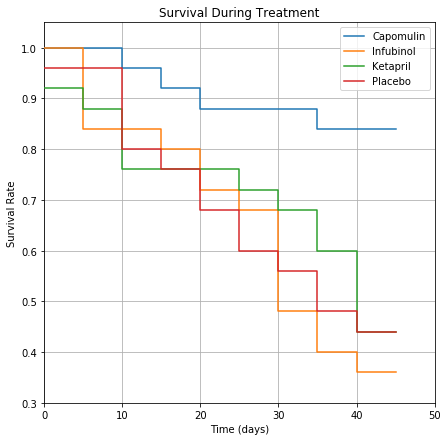 Survival During Treatment
Capomulin
Infubinol
Ketapril
Placebo
1.0
0.9
0.8
0.7
0.6
0.5
0.4
0.3
Survival Rate
0 10 20 30 40 50
Time (days)